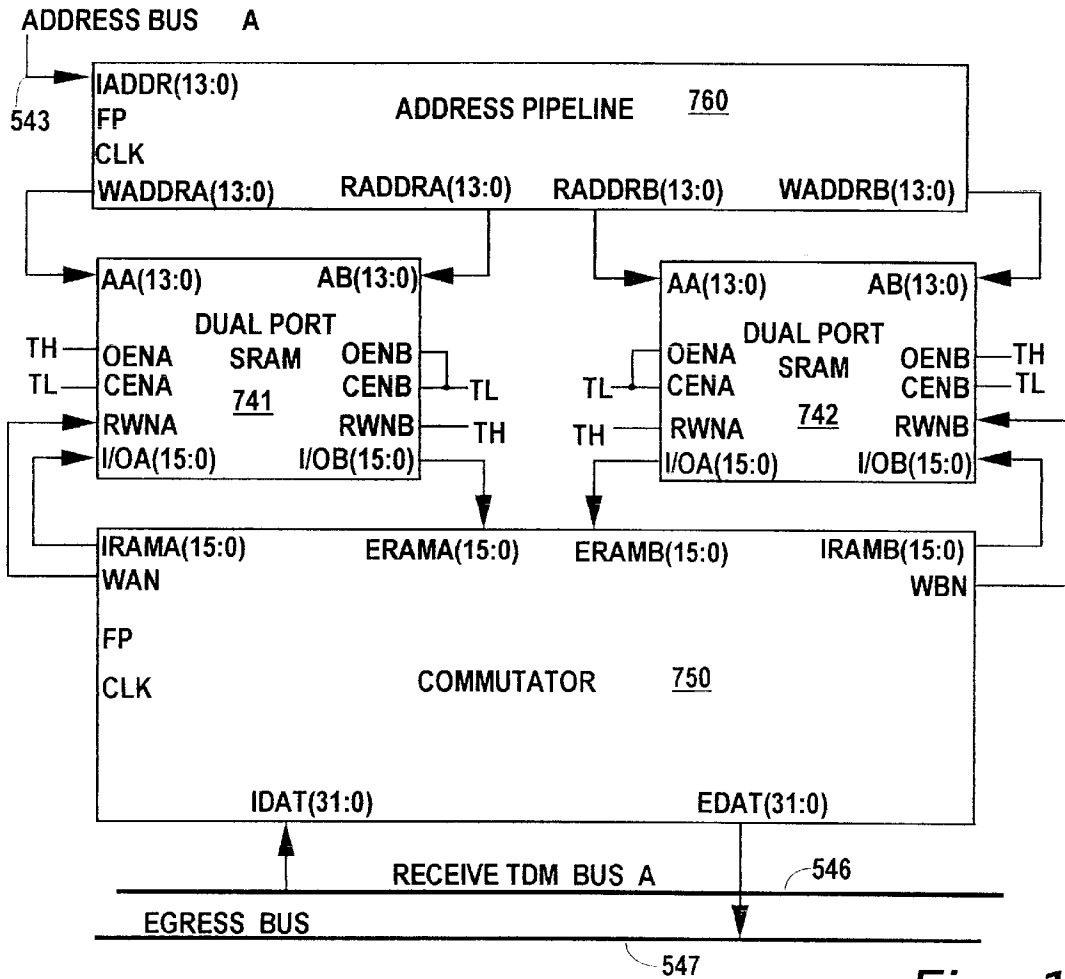 ADDRESS BUS A
543
IADDR(13:0)
FP
CLK
ADDRESS PIPELINE 760
WADDRA(13:0) RADDRA(13:0) RADDRB(13:0) WADDRB(13:0)
AA(13:0) AB(13:0)
DUAL PORT
SRAM
741
TH OENA OENB
TL CENA CENB TL
RWNA RWNB TH
I/OA(15:0) I/OB(15:0)
AA(13:0) AB(13:0)
DUAL PORT
SRAM
742
OENA OENB TH
TL CENA CENB TL
TH RWNA RWNB
I/OA(15:0) I/OB(15:0)
IRAMA(15:0) ERAMA(15:0) ERAMB(15:0) IRAMB(15:0)
WAN WBN
FP
CLK
COMMUTATOR 750
IDAT(31:0) EDAT(31:0)
RECEIVE TDM BUS A 546
EGRESS BUS
547